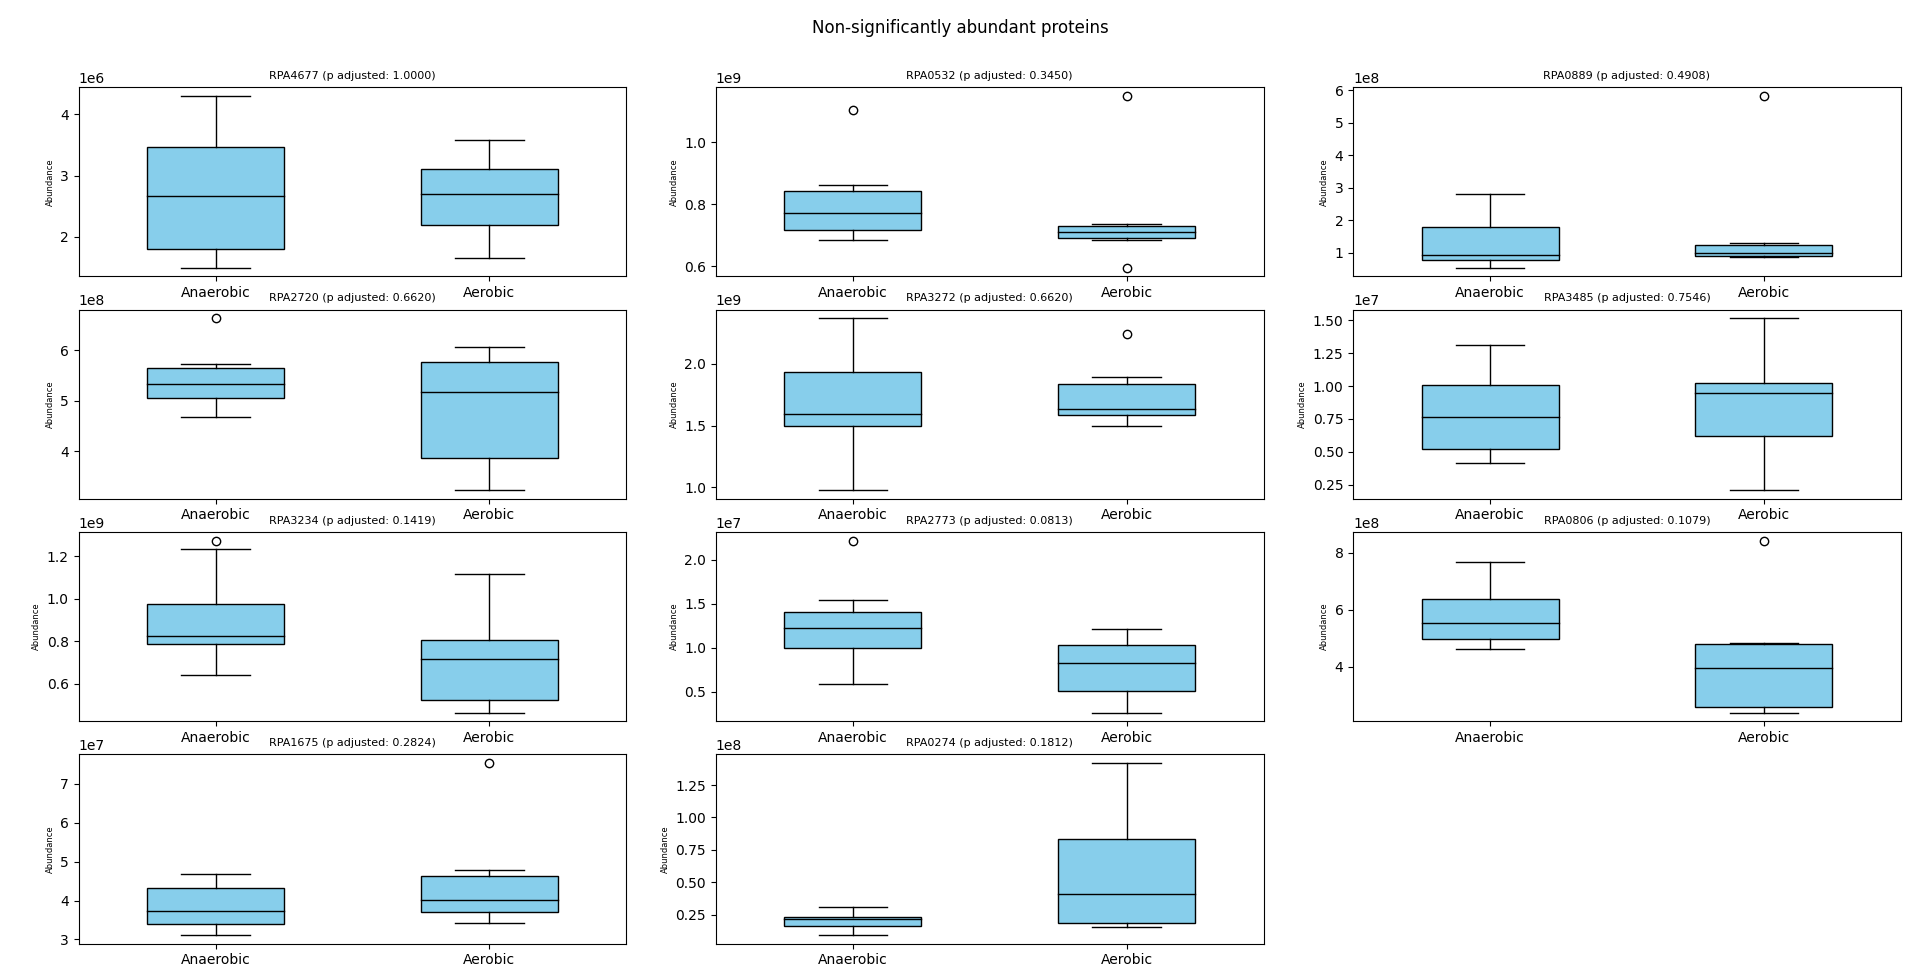 Non-significantly abundant proteins
RPA4677 (p adjusted: 1.0000)
1e6
Abundance
4
3
2
Anaerobic
Aerobic
RPA0532 (p adjusted: 0.3450)
1e9
Abundance
1.0
0.8
0.6
Anaerobic
Aerobic
RPA0889 (p adjusted: 0.4908)
1e8
Abundance
6
5
4
3
2
1
Anaerobic
Aerobic
RPA2720 (p adjusted: 0.6620)
1e8
Abundance
6
5
4
Anaerobic
Aerobic
RPA3272 (p adjusted: 0.6620)
1e9
Abundance
2.0
1.5
1.0
Anaerobic
Aerobic
RPA3485 (p adjusted: 0.7546)
1e7
Abundance
1.50
1.25
1.00
0.75
0.50
0.25
Anaerobic
Aerobic
RPA3234 (p adjusted: 0.1419)
1e9
Abundance
1.2
1.0
0.8
0.6
Anaerobic
Aerobic
RPA2773 (p adjusted: 0.0813)
1e7
Abundance
2.0
1.5
1.0
0.5
Anaerobic
Aerobic
RPA0806 (p adjusted: 0.1079)
1e8
Abundance
8
6
4
Anaerobic
Aerobic
RPA1675 (p adjusted: 0.2824)
1e7
Abundance
7
6
5
4
3
Anaerobic
Aerobic
RPA0274 (p adjusted: 0.1812)
1e8
Abundance
1.25
1.00
0.75
0.50
0.25
Anaerobic
Aerobic